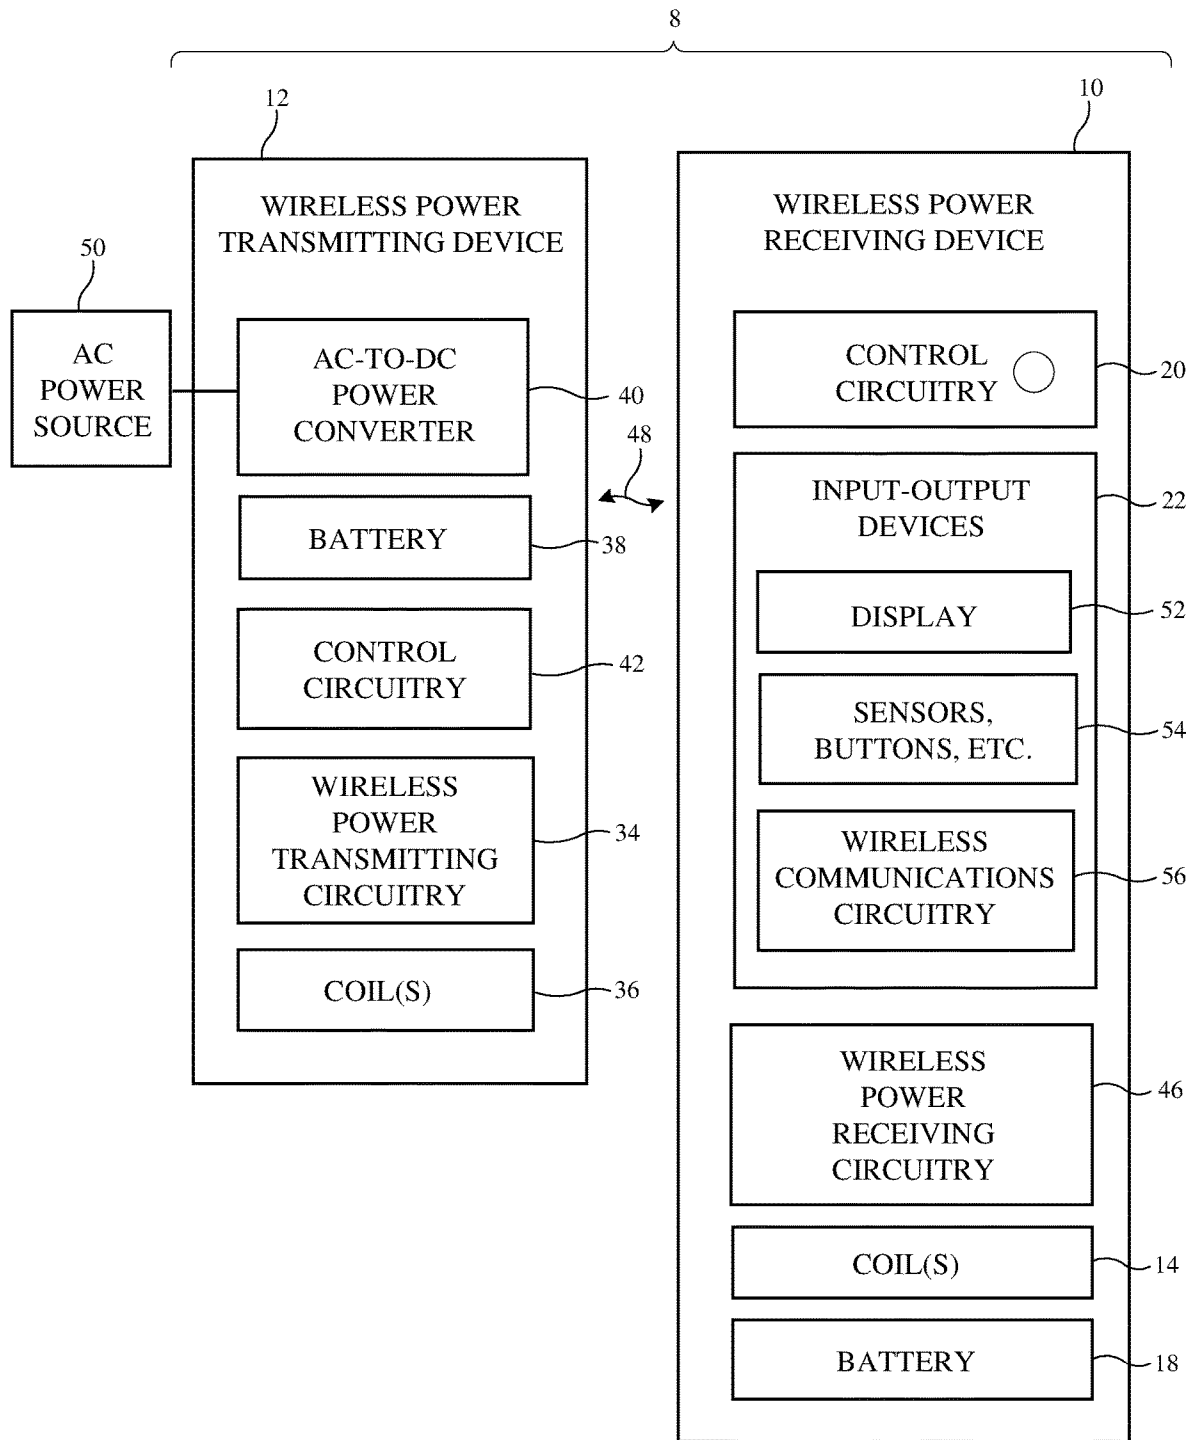 8
12
10
WIRELESS POWER
TRANSMITTING DEVICE
50
AC
POWER
SOURCE
AC-TO-DC
POWER
CONVERTER
40
BATTERY
38
CONTROL
CIRCUITRY
42
WIRELESS
POWER
TRANSMITTING
CIRCUITRY
34
COIL(S)
36
48
WIRELESS POWER
RECEIVING DEVICE
CONTROL
CIRCUITRY
20
INPUT-OUTPUT
DEVICES
22
DISPLAY
52
SENSORS,
BUTTONS, ETC.
54
WIRELESS
COMMUNICATIONS
CIRCUITRY
56
WIRELESS
POWER
RECEIVING
CIRCUITRY
46
COIL(S)
14
BATTERY
18